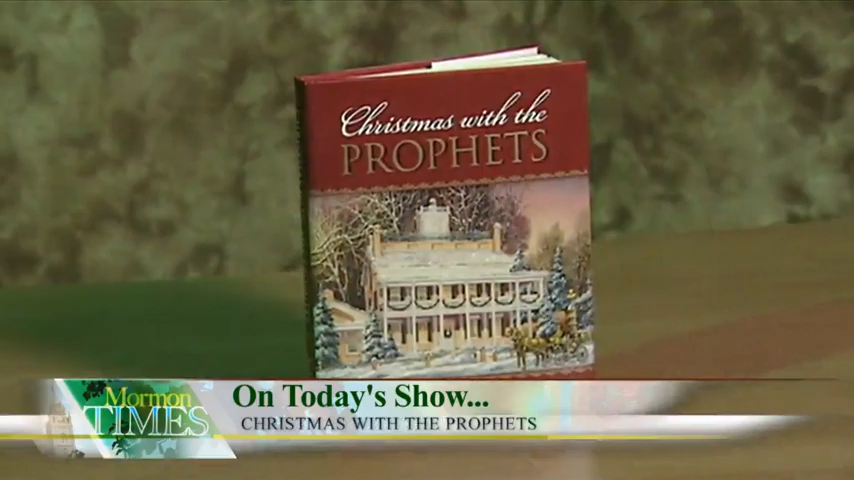 Christmas with the
PROPHETS
Mormon
TIMES
On Today's Show...
CHRISTMAS WITH THE PROPHETS